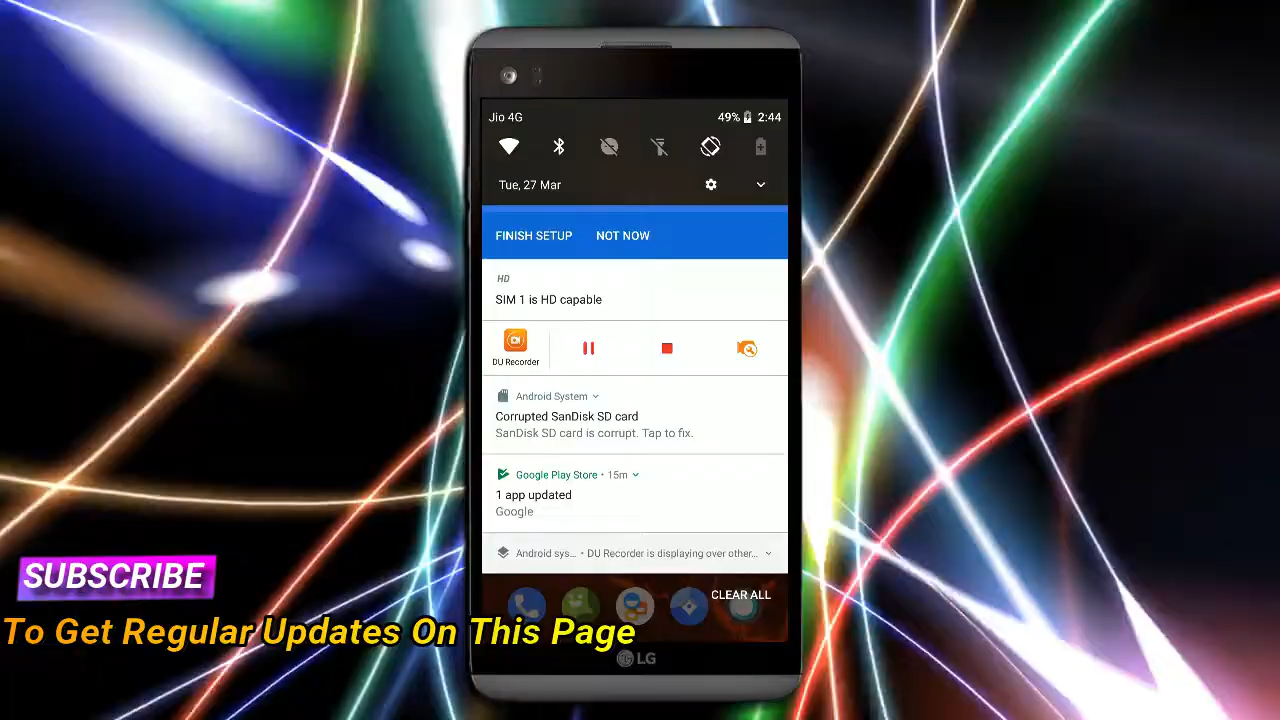 Jio 4G 49% 2:44
Tue, 27 Mar
FINISH SETUP NOT NOW
HD
SIM 1 is HD capable
DU Recorder
Android System
Corrupted SanDisk SD card
SanDisk SD card is corrupt. Tap to fix.
Google Play Store • 15m
1 app updated
Google
Android sys... • DU Recorder is displaying over other...
CLEAR ALL
SUBSCRIBE
To Get Regular Updates On This Page
LG